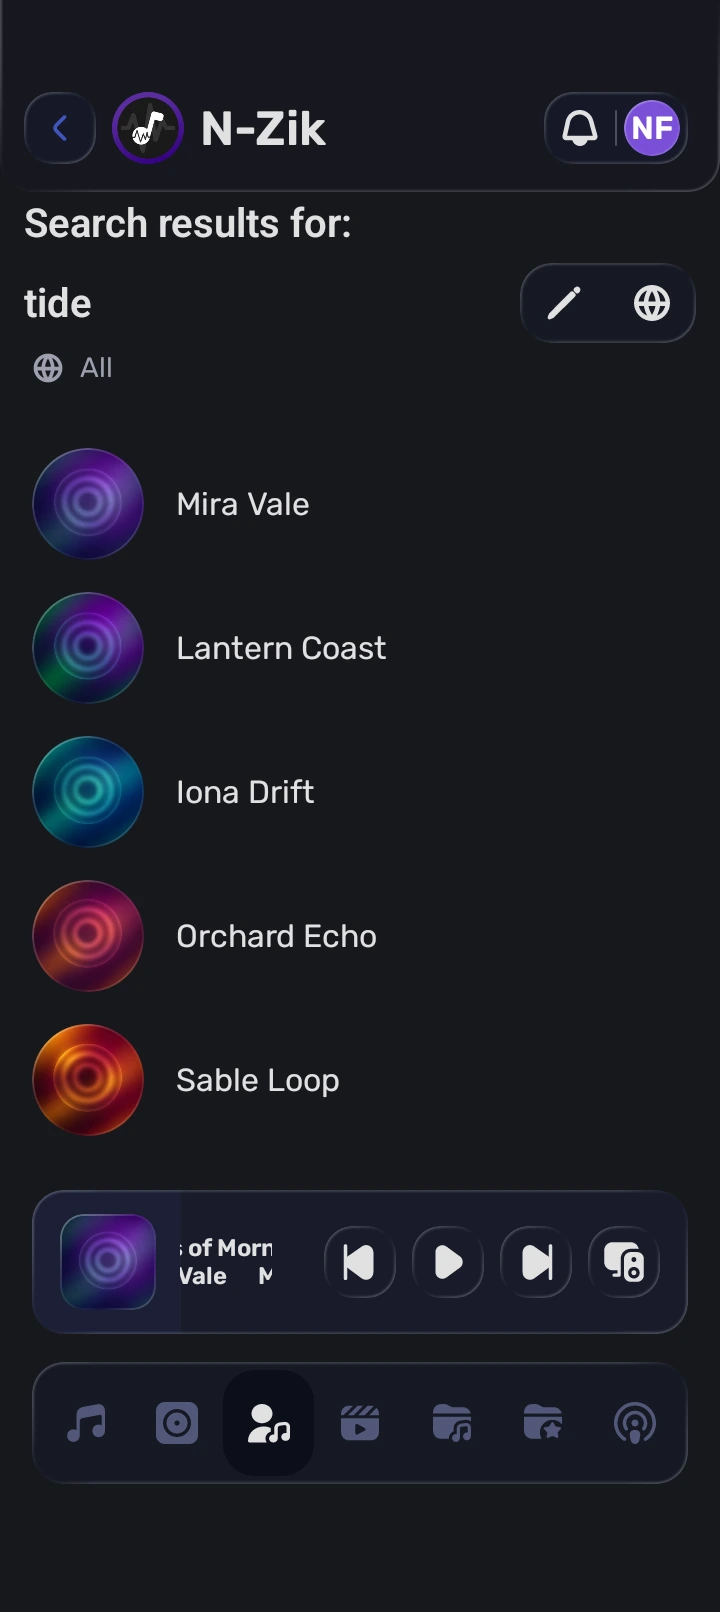 N-Zik
NF
Search results for:
tide
All
Mira Vale
Lantern Coast
Iona Drift
Orchard Echo
Sable Loop
of Morn
Vale